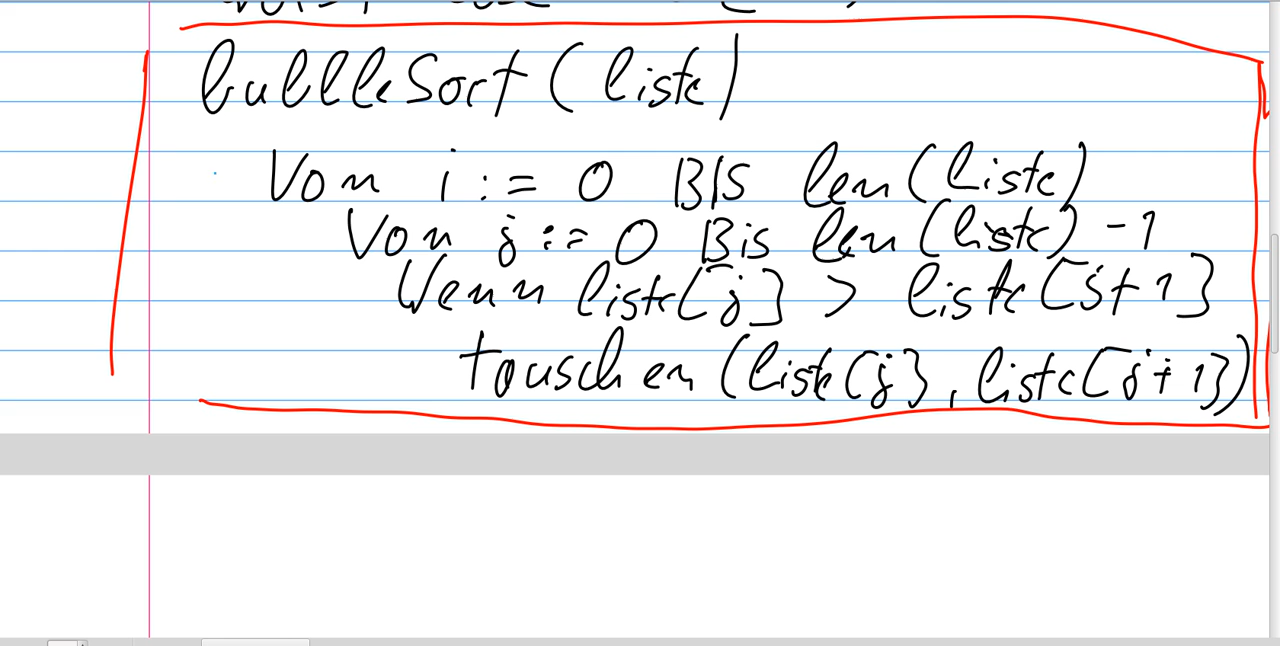 bubbleSort (liste)
Von i := 0 BIS len (liste)
Von j := 0 Bis len (liste) -1
Wenn liste[j] > liste[j+1]
tauschen (liste[j], liste[j+1])